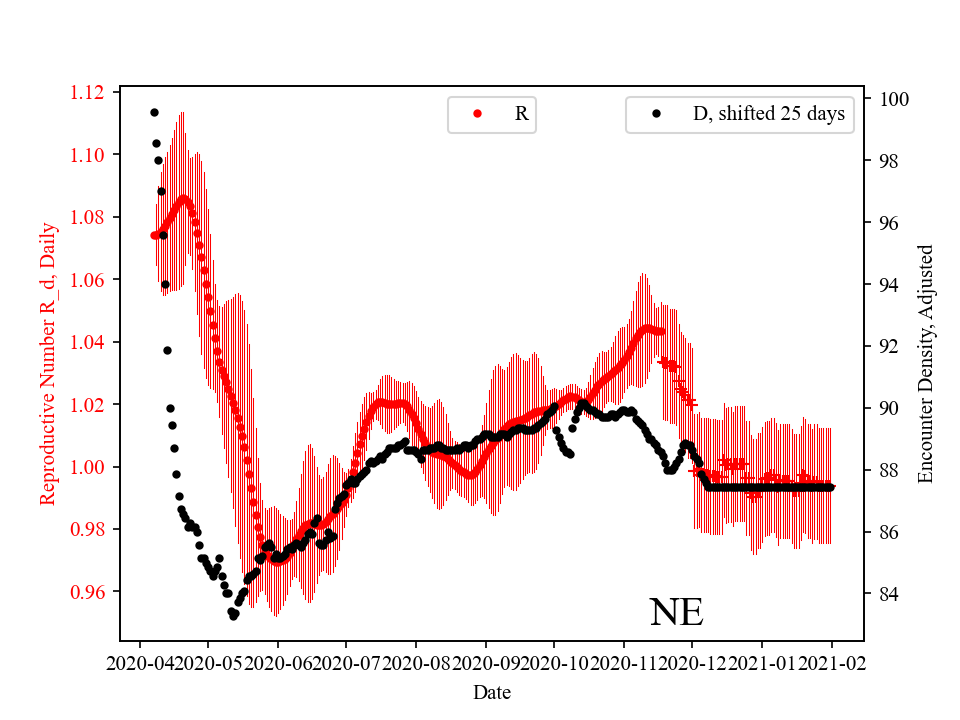 R
D, shifted 25 days
1.12
1.10
1.08
1.06
1.04
1.02
1.00
0.98
0.96
Reproductive Number R_d, Daily
100
98
96
94
92
90
88
86
84
Encounter Density, Adjusted
NE
2020-04 2020-05 2020-06 2020-07 2020-08 2020-09 2020-10 2020-11 2020-12 2021-01 2021-02
Date